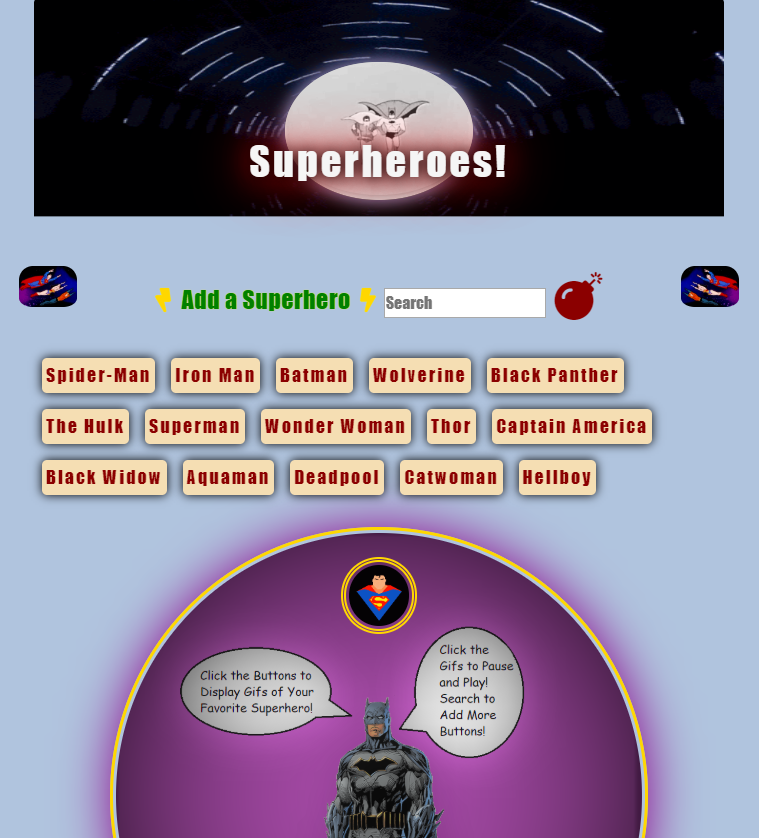 Superheroes!
Add a Superhero
Search
Spider-Man Iron Man Batman Wolverine Black Panther
The Hulk Superman Wonder Woman Thor Captain America
Black Widow Aquaman Deadpool Catwoman Hellboy
Click the Buttons to
Display Gifs of Your
Favorite Superhero!
Click the
Gifs to Pause
and Play!
Search to
Add More
Buttons!